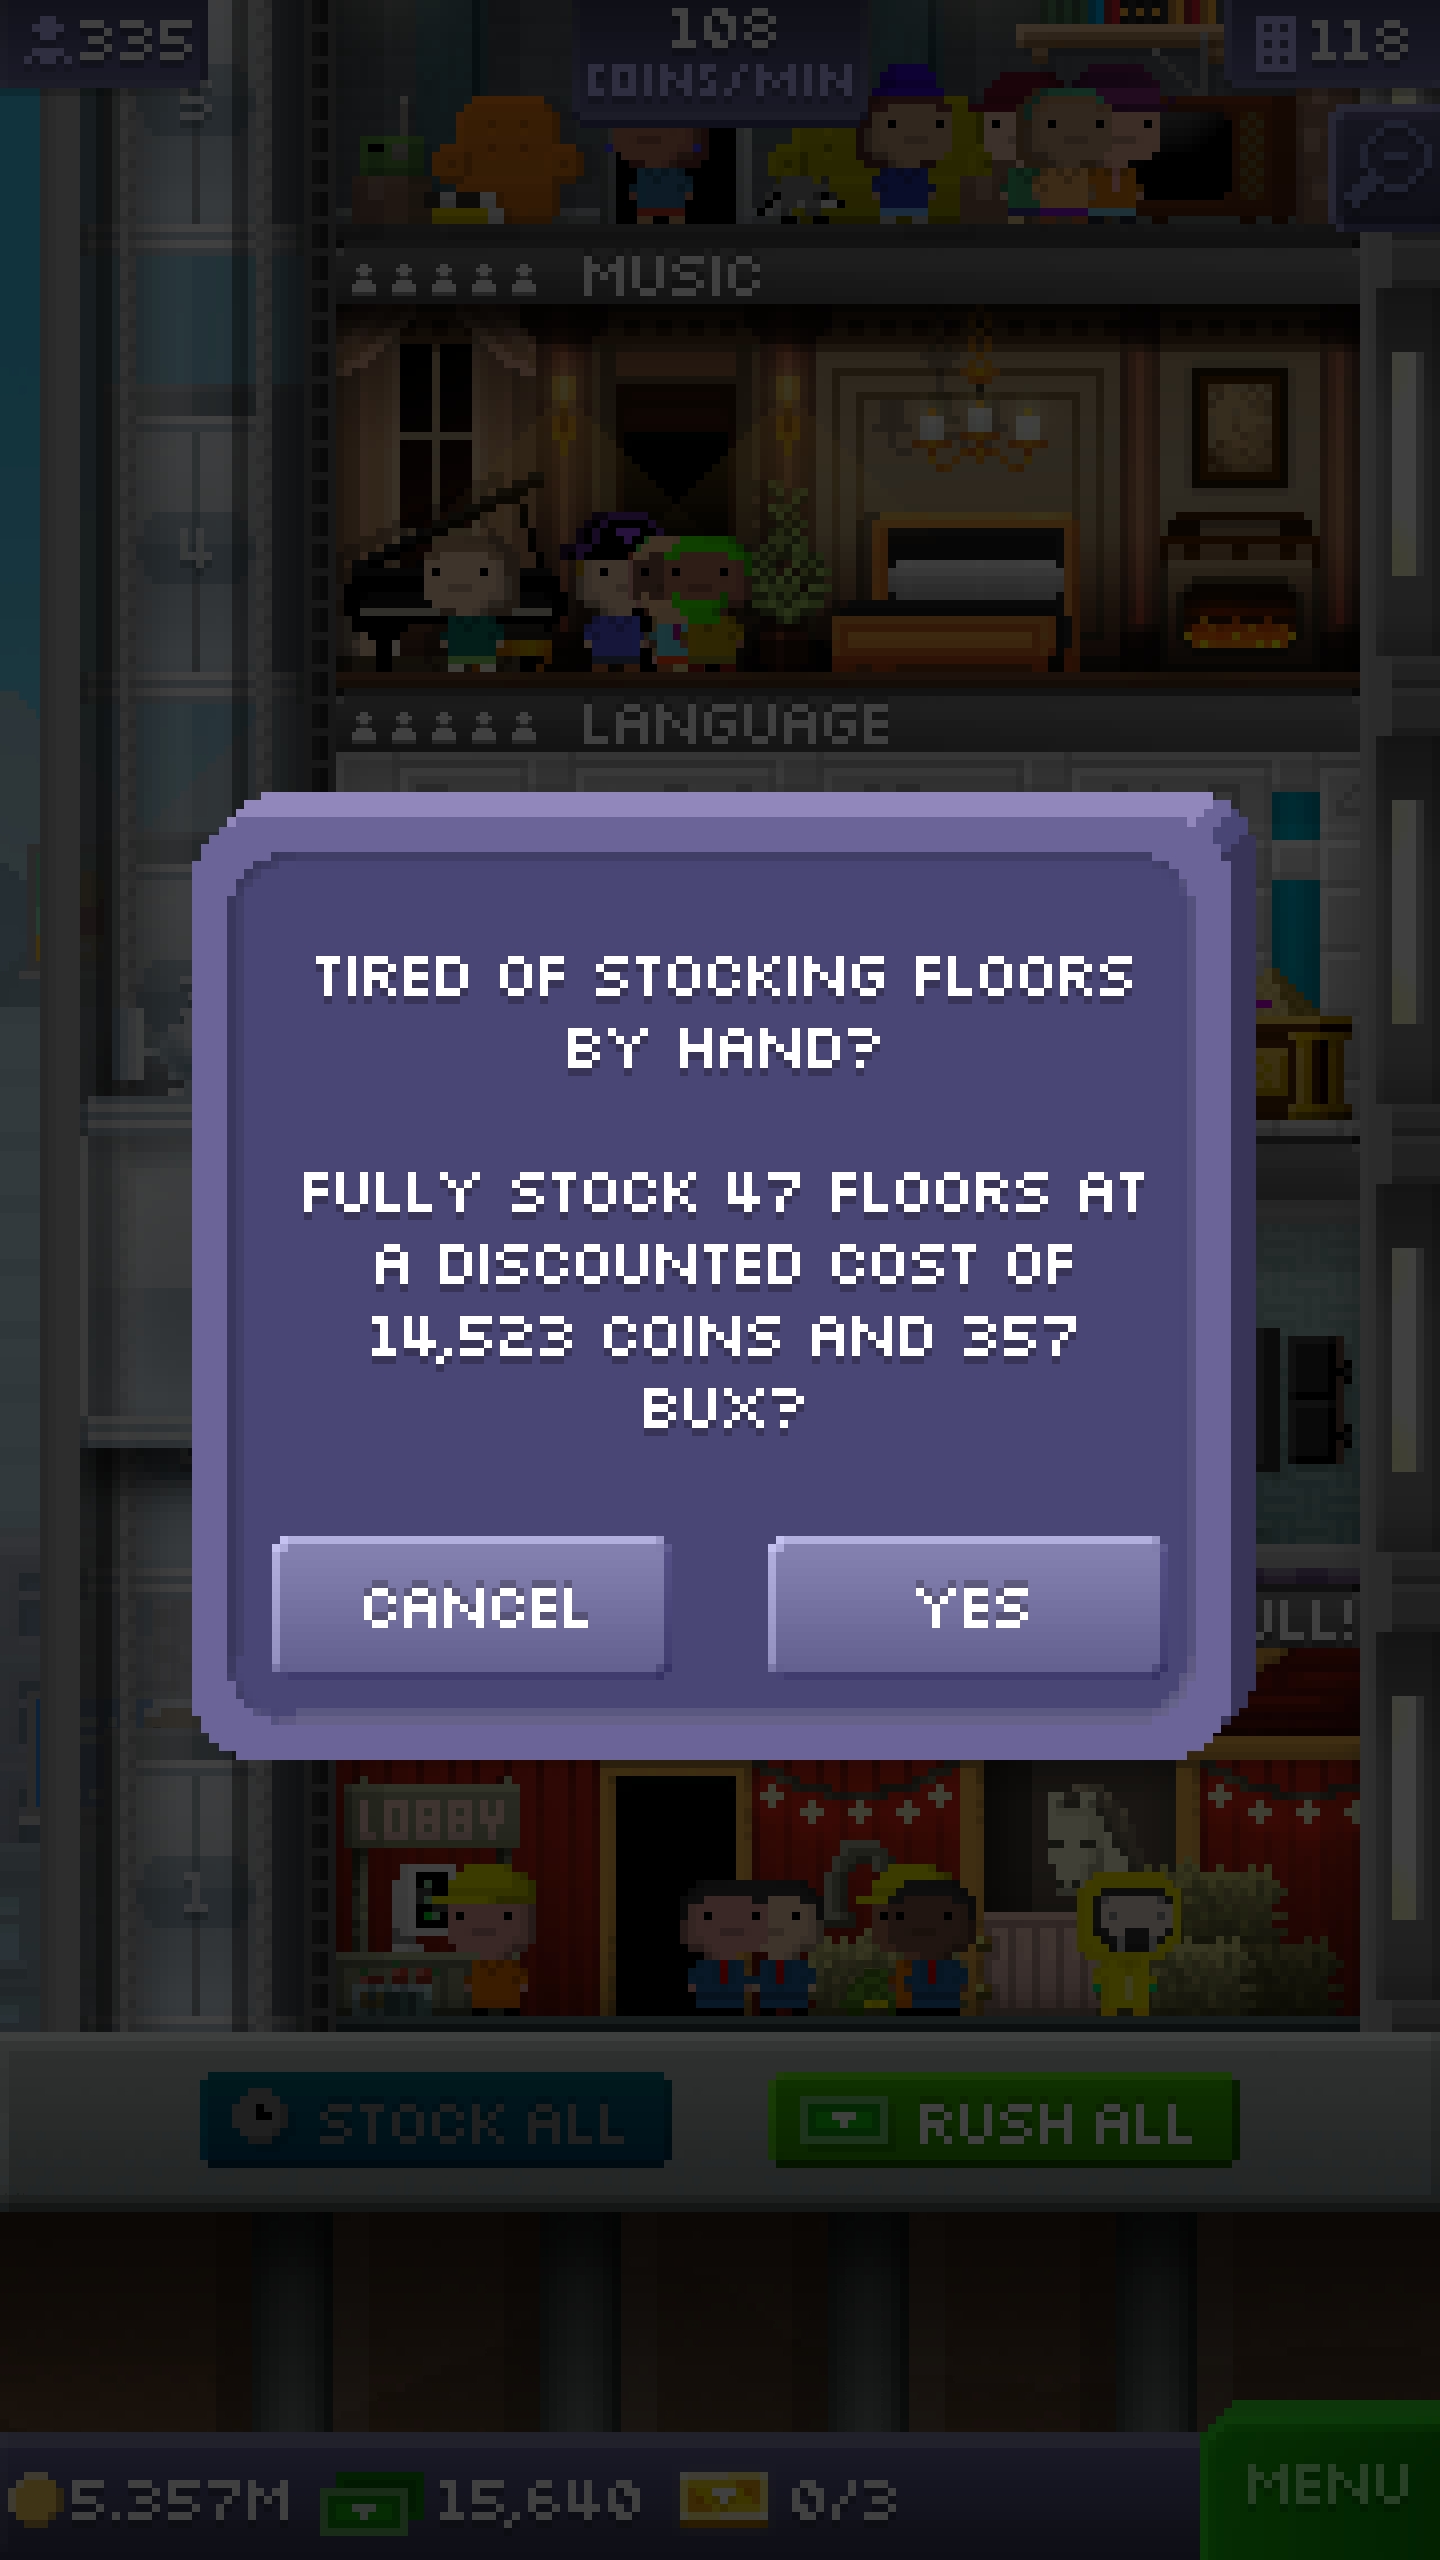 335
108
COINS/MIN
118
5
MUSIC
4
LANGUAGE
TIRED OF STOCKING FLOORS
BY HAND?
FULLY STOCK 47 FLOORS AT
A DISCOUNTED COST OF
14,523 COINS AND 357
BUX?
CANCEL
YES
ULL!
LOBBY
1
STOCK ALL
RUSH ALL
5.357M
15,640
0/3
MENU